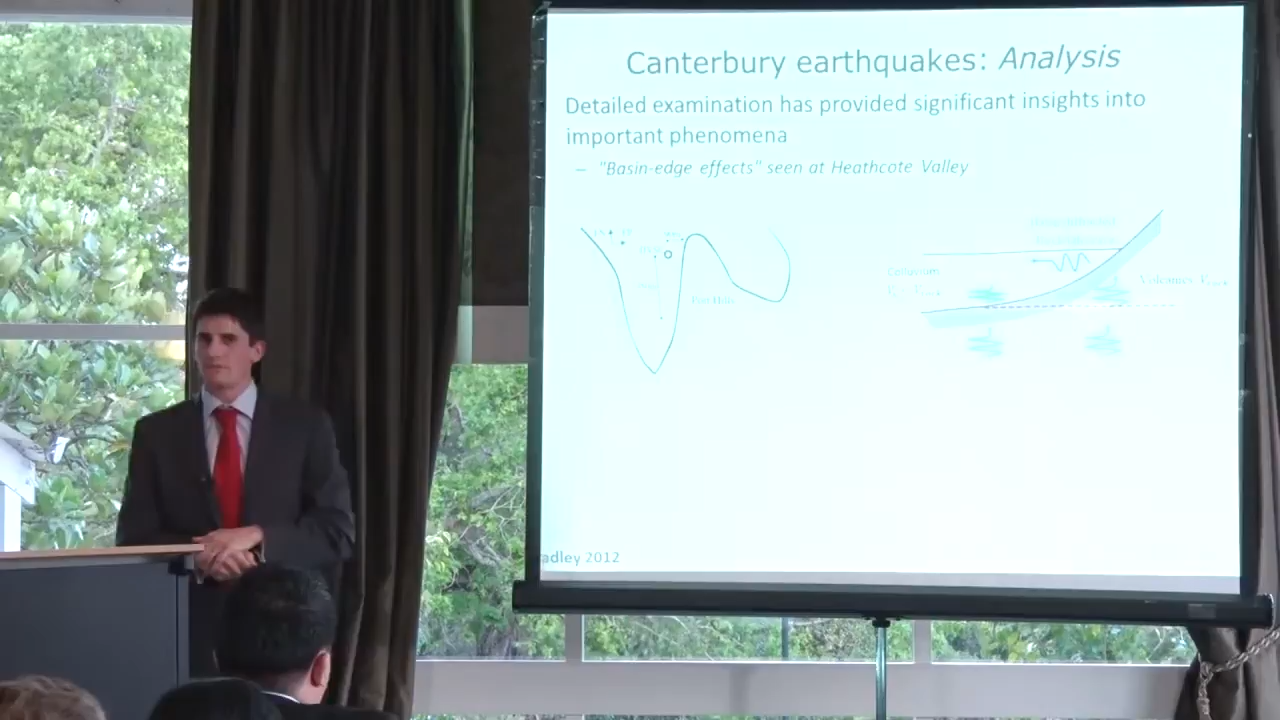 Canterbury earthquakes: Analysis
Detailed examination has provided significant insights into
important phenomena
– "Basin-edge effects" seen at Heathcote Valley
Port Hills
Colluvium,
Volcanics,
adley 2012